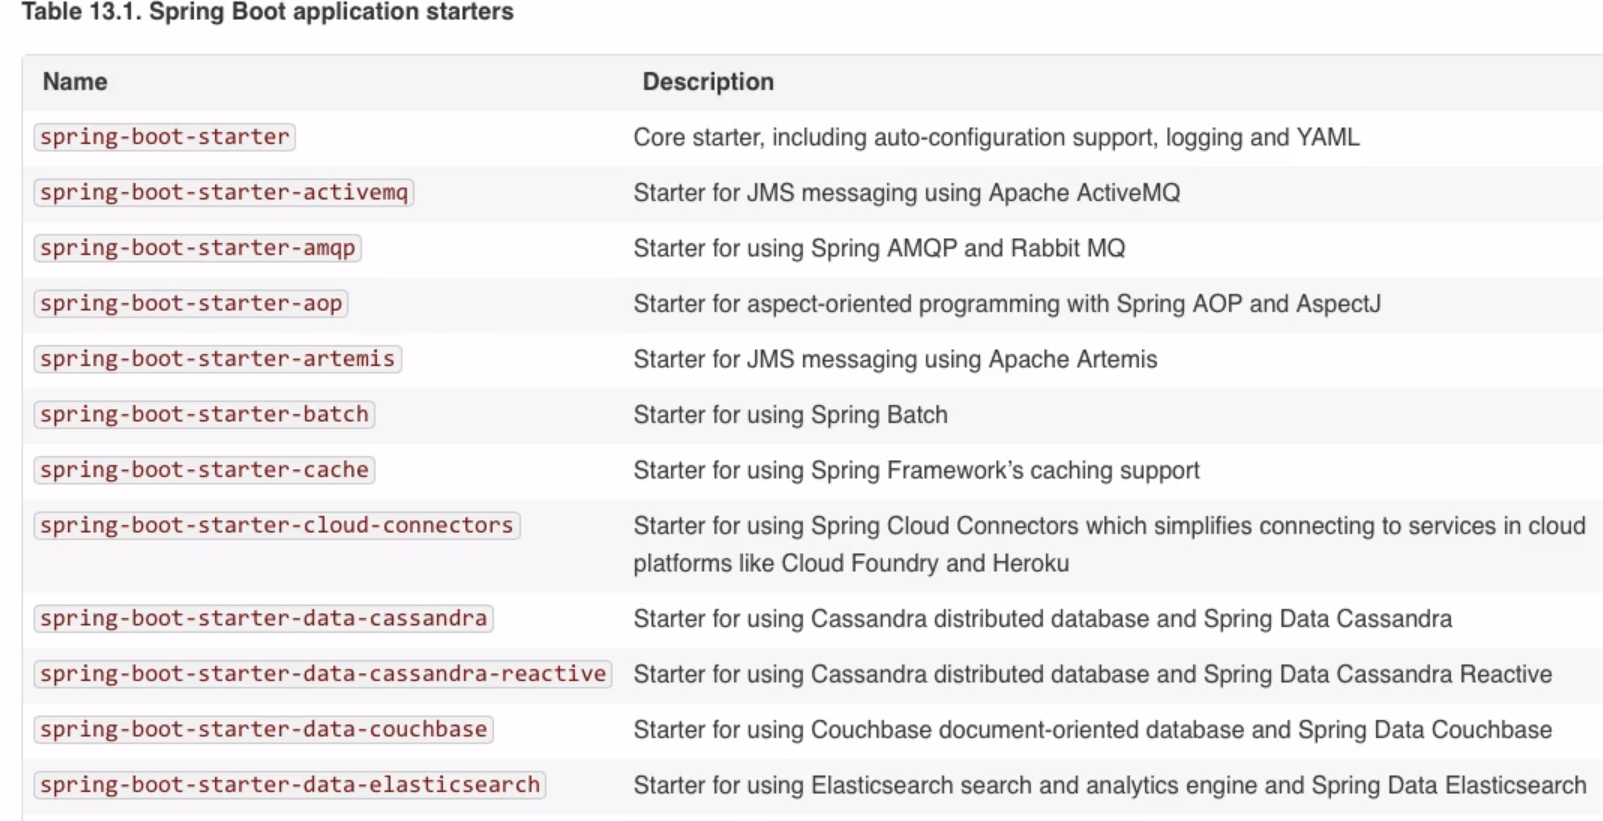 Table 13.1. Spring Boot application starters
Name Description
spring-boot-starter Core starter, including auto-configuration support, logging and YAML
spring-boot-starter-activemq Starter for JMS messaging using Apache ActiveMQ
spring-boot-starter-amqp Starter for using Spring AMQP and Rabbit MQ
spring-boot-starter-aop Starter for aspect-oriented programming with Spring AOP and AspectJ
spring-boot-starter-artemis Starter for JMS messaging using Apache Artemis
spring-boot-starter-batch Starter for using Spring Batch
spring-boot-starter-cache Starter for using Spring Framework’s caching support
spring-boot-starter-cloud-connectors Starter for using Spring Cloud Connectors which simplifies connecting to services in cloud
platforms like Cloud Foundry and Heroku
spring-boot-starter-data-cassandra Starter for using Cassandra distributed database and Spring Data Cassandra
spring-boot-starter-data-cassandra-reactive Starter for using Cassandra distributed database and Spring Data Cassandra Reactive
spring-boot-starter-data-couchbase Starter for using Couchbase document-oriented database and Spring Data Couchbase
spring-boot-starter-data-elasticsearch Starter for using Elasticsearch search and analytics engine and Spring Data Elasticsearch